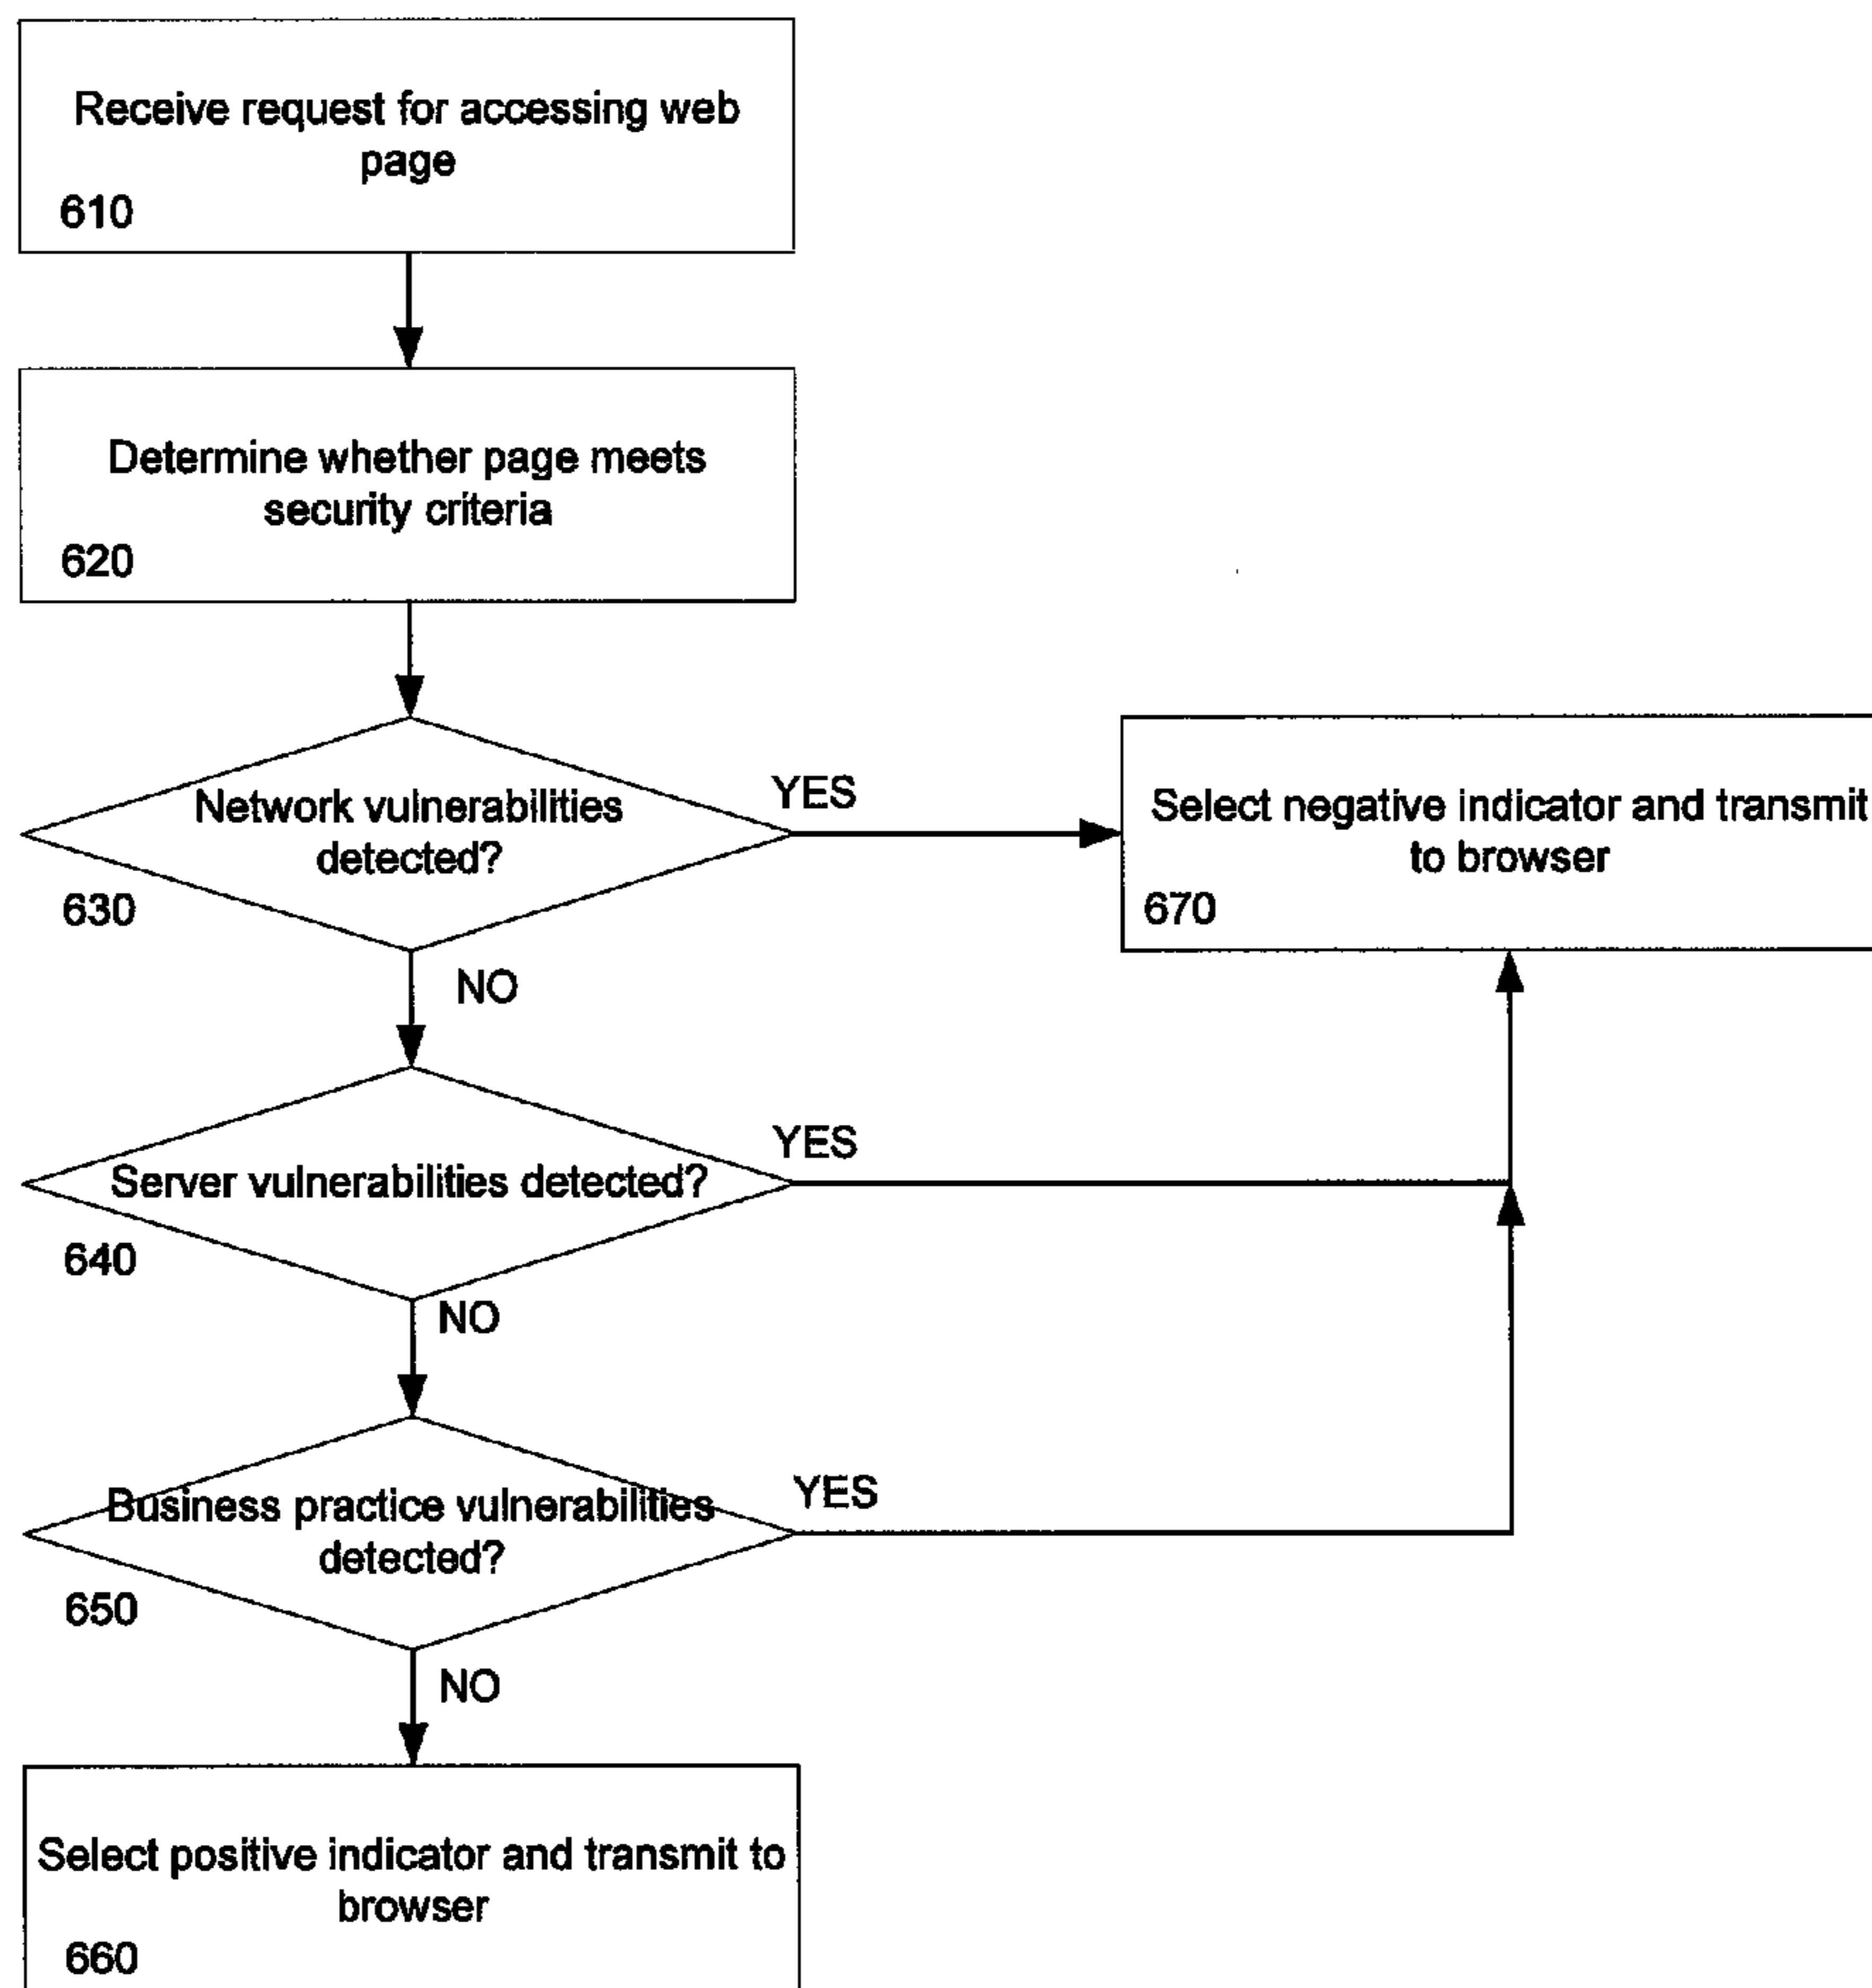 Receive request for accessing web
page
610
Determine whether page meets
security criteria
620
Network vulnerabilities
detected?
630
YES
Select negative indicator and transmit
to browser
670
NO
Server vulnerabilities detected?
640
YES
NO
Business practice vulnerabilities
detected?
650
YES
NO
Select positive indicator and transmit to
browser
660